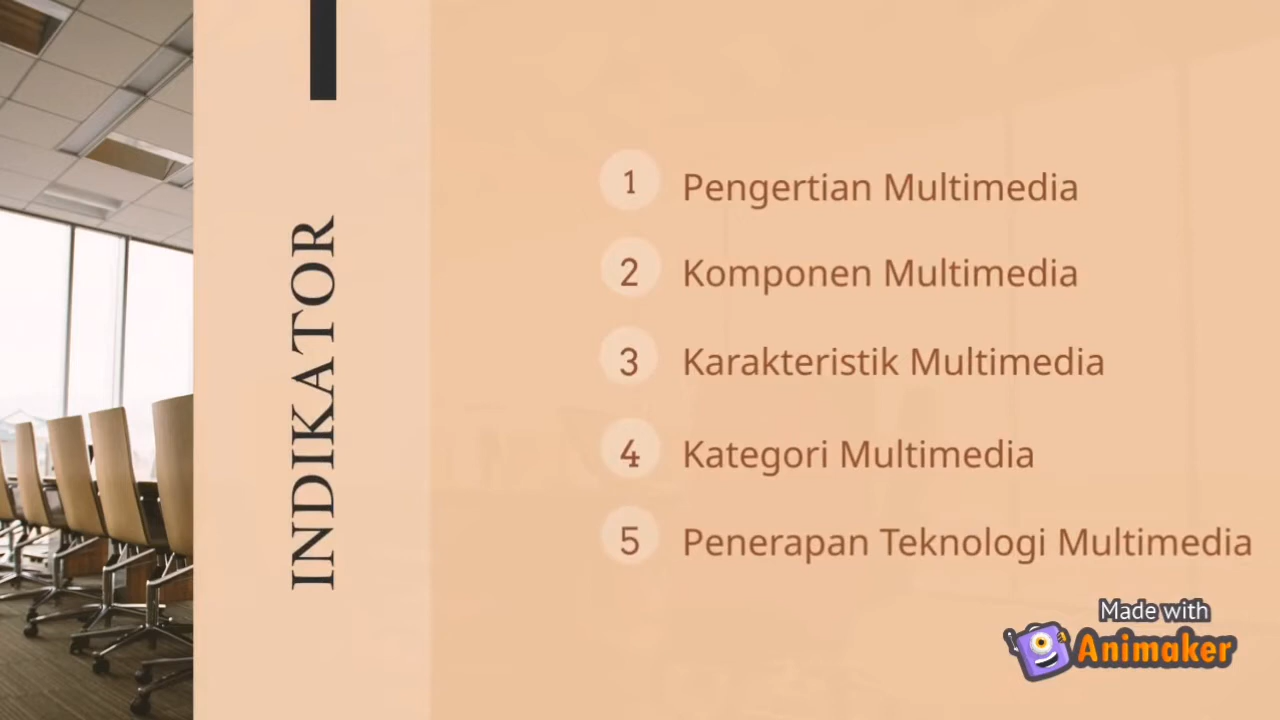 INDIKATOR
1 Pengertian Multimedia
2 Komponen Multimedia
3 Karakteristik Multimedia
4 Kategori Multimedia
5 Penerapan Teknologi Multimedia
Made with
Animaker